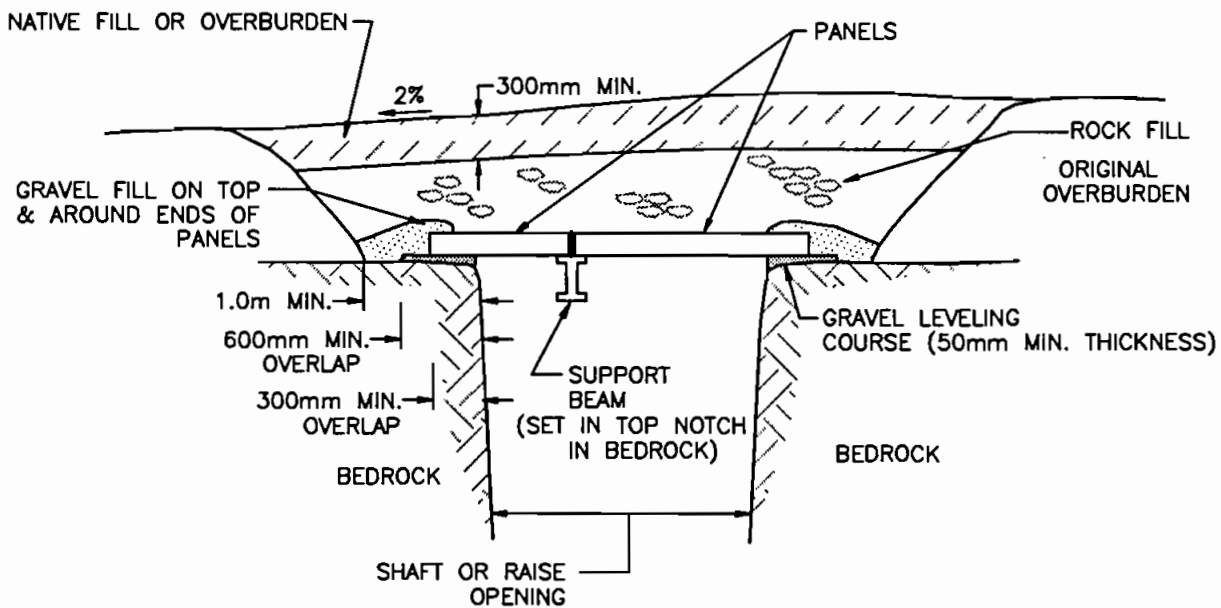 NATIVE FILL OR OVERBURDEN
PANELS
2%
300mm MIN.
ROCK FILL
ORIGINAL
OVERBURDEN
GRAVEL FILL ON TOP
& AROUND ENDS OF
PANELS
1.0m MIN.
600mm MIN.
OVERLAP
300mm MIN.
OVERLAP
SUPPORT
BEAM
(SET IN TOP NOTCH
IN BEDROCK)
GRAVEL LEVELING
COURSE (50mm MIN. THICKNESS)
BEDROCK
BEDROCK
SHAFT OR RAISE
OPENING